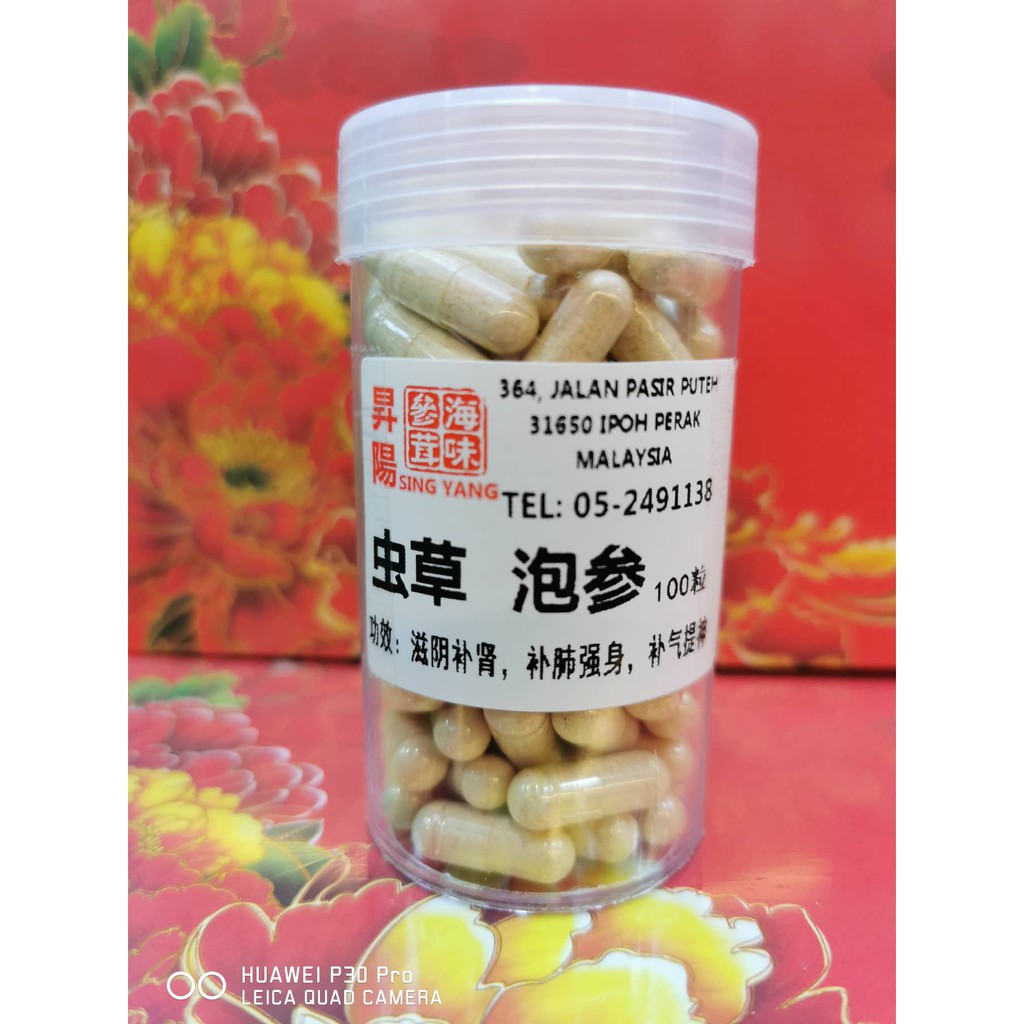 昇陽
參茸海味
SING YANG
364, JALAN PASIR PUTEH
31650 IPOH PERAK
MALAYSIA
TEL: 05-2491138
虫草 泡参 100粒
功效：滋阴补肾，补肺强身，补气提神
HUAWEI P30 Pro
LEICA QUAD CAMERA